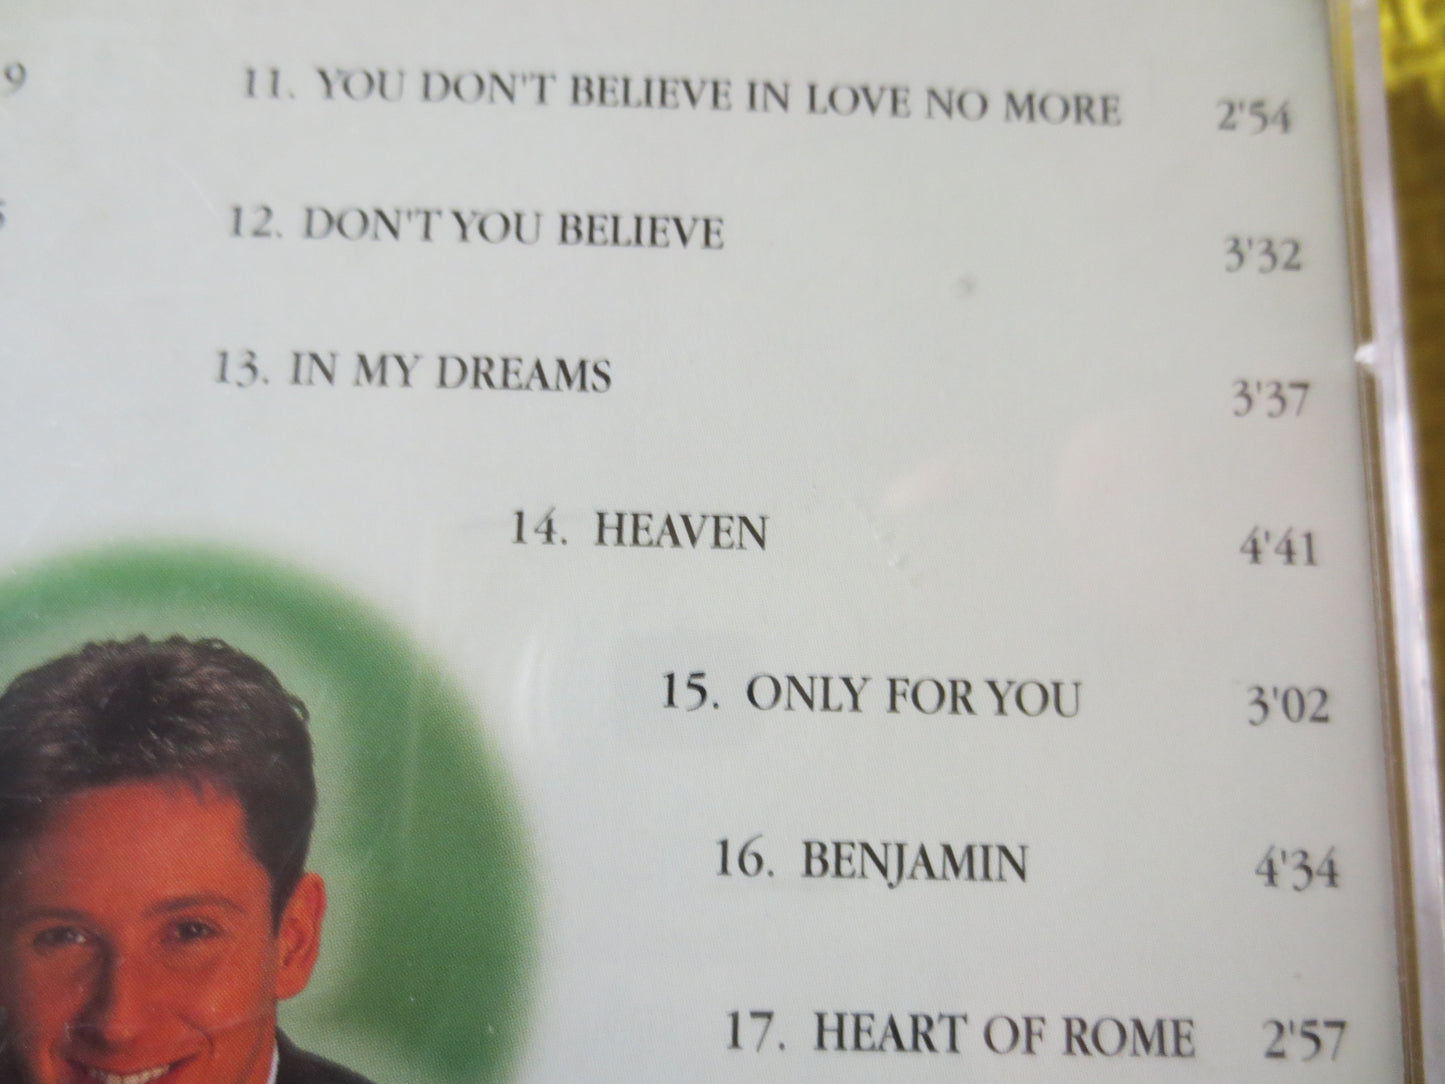 9
11. YOU DON'T BELIEVE IN LOVE NO MORE 2'54
12. DON'T YOU BELIEVE 3'32
13. IN MY DREAMS 3'37
14. HEAVEN 4'41
15. ONLY FOR YOU 3'02
16. BENJAMIN 4'34
17. HEART OF ROME 2'57